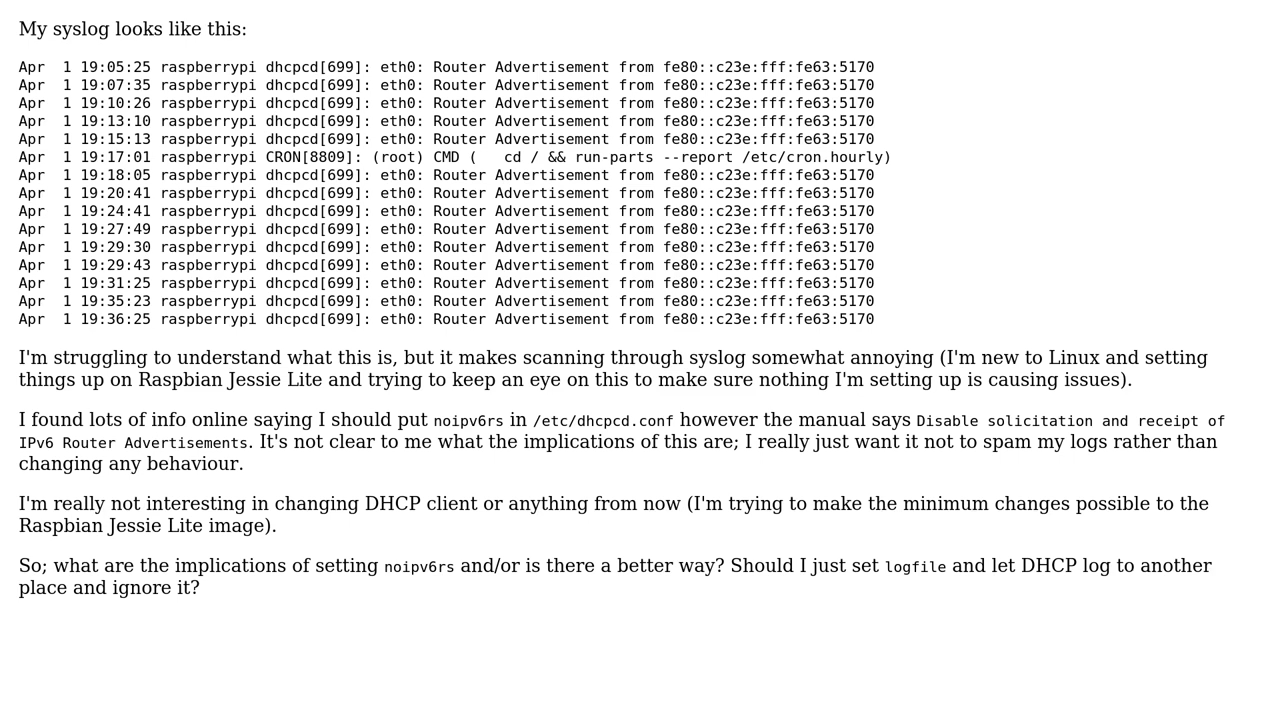 My syslog looks like this:
Apr  1 19:05:25 raspberrypi dhcpcd[699]: eth0: Router Advertisement from fe80::c23e:fff:fe63:5170
Apr  1 19:07:35 raspberrypi dhcpcd[699]: eth0: Router Advertisement from fe80::c23e:fff:fe63:5170
Apr  1 19:10:26 raspberrypi dhcpcd[699]: eth0: Router Advertisement from fe80::c23e:fff:fe63:5170
Apr  1 19:13:10 raspberrypi dhcpcd[699]: eth0: Router Advertisement from fe80::c23e:fff:fe63:5170
Apr  1 19:15:13 raspberrypi dhcpcd[699]: eth0: Router Advertisement from fe80::c23e:fff:fe63:5170
Apr  1 19:17:01 raspberrypi CRON[8809]: (root) CMD (   cd / && run-parts --report /etc/cron.hourly)
Apr  1 19:18:05 raspberrypi dhcpcd[699]: eth0: Router Advertisement from fe80::c23e:fff:fe63:5170
Apr  1 19:20:41 raspberrypi dhcpcd[699]: eth0: Router Advertisement from fe80::c23e:fff:fe63:5170
Apr  1 19:24:41 raspberrypi dhcpcd[699]: eth0: Router Advertisement from fe80::c23e:fff:fe63:5170
Apr  1 19:27:49 raspberrypi dhcpcd[699]: eth0: Router Advertisement from fe80::c23e:fff:fe63:5170
Apr  1 19:29:30 raspberrypi dhcpcd[699]: eth0: Router Advertisement from fe80::c23e:fff:fe63:5170
Apr  1 19:29:43 raspberrypi dhcpcd[699]: eth0: Router Advertisement from fe80::c23e:fff:fe63:5170
Apr  1 19:31:25 raspberrypi dhcpcd[699]: eth0: Router Advertisement from fe80::c23e:fff:fe63:5170
Apr  1 19:35:23 raspberrypi dhcpcd[699]: eth0: Router Advertisement from fe80::c23e:fff:fe63:5170
Apr  1 19:36:25 raspberrypi dhcpcd[699]: eth0: Router Advertisement from fe80::c23e:fff:fe63:5170
I'm struggling to understand what this is, but it makes scanning through syslog somewhat annoying (I'm new to Linux and setting
things up on Raspbian Jessie Lite and trying to keep an eye on this to make sure nothing I'm setting up is causing issues).
I found lots of info online saying I should put noipv6rs in /etc/dhcpcd.conf however the manual says Disable solicitation and receipt of
IPv6 Router Advertisements. It's not clear to me what the implications of this are; I really just want it not to spam my logs rather than
changing any behaviour.
I'm really not interesting in changing DHCP client or anything from now (I'm trying to make the minimum changes possible to the
Raspbian Jessie Lite image).
So; what are the implications of setting noipv6rs and/or is there a better way? Should I just set logfile and let DHCP log to another
place and ignore it?